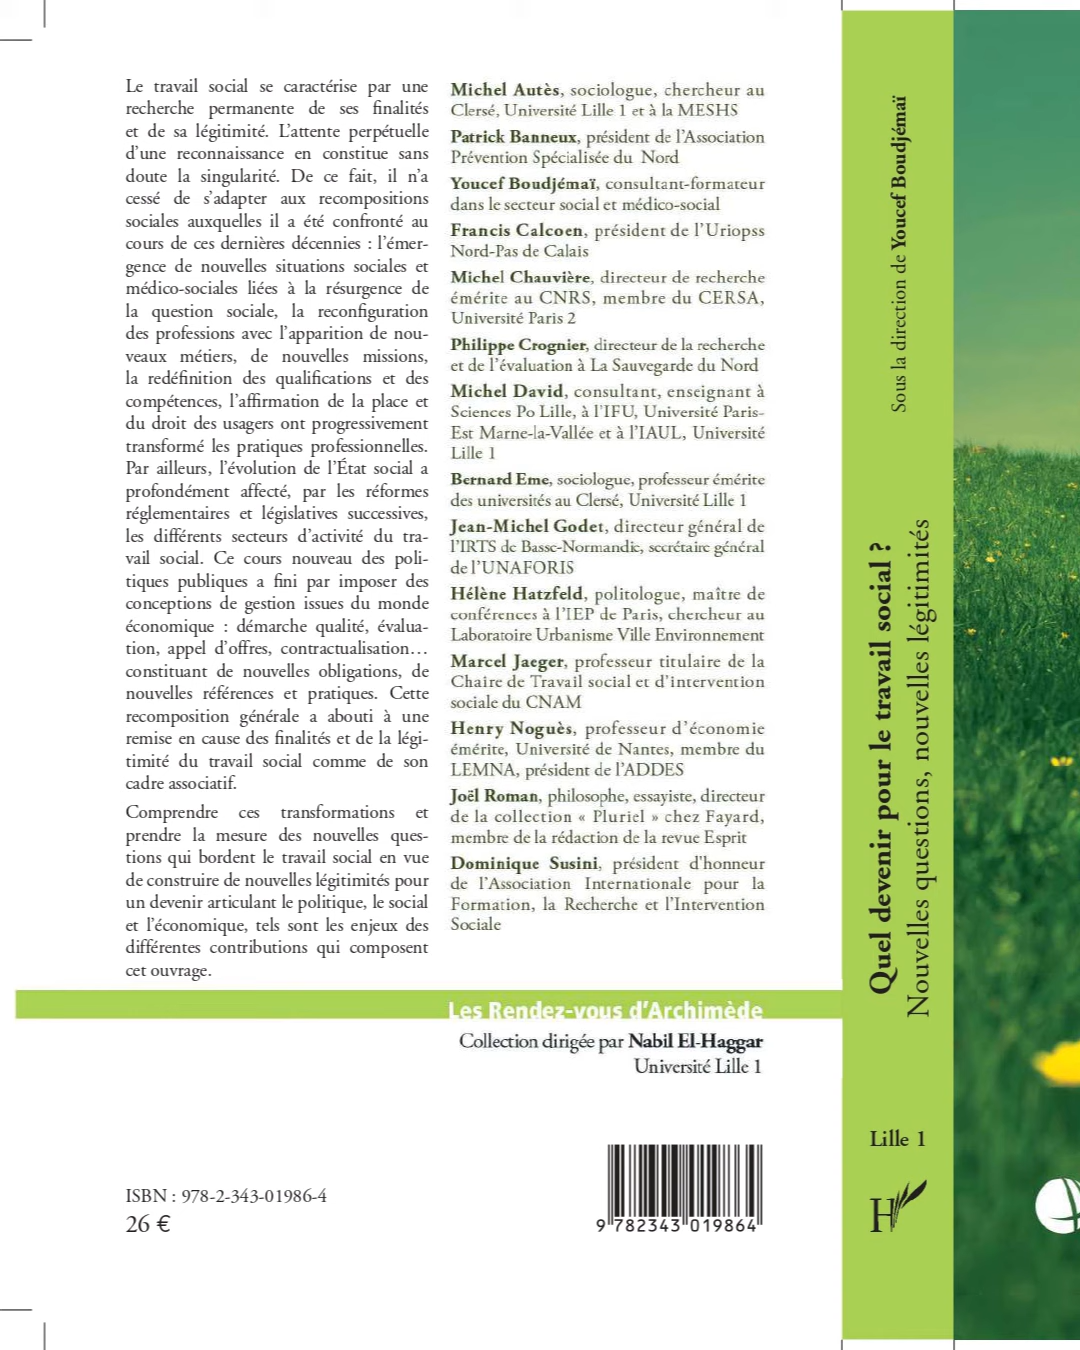 Le travail social se caractérise par une
recherche permanente de ses finalités
et de sa légitimité. L’attente perpétuelle
d’une reconnaissance en constitue sans
doute la singularité. De ce fait, il n’a
cessé de s’adapter aux recompositions
sociales auxquelles il a été confronté au
cours de ces dernières décennies : l’émer-
gence de nouvelles situations sociales et
médico-sociales liées à la résurgence de
la question sociale, la reconfiguration
des professions avec l’apparition de nou-
veaux métiers, de nouvelles missions,
la redéfinition des qualifications et des
compétences, l’affirmation de la place et
du droit des usagers ont progressivement
transformé les pratiques professionnelles.
Par ailleurs, l’évolution de l’État social a
profondément affecté, par les réformes
réglementaires et législatives successives,
les différents secteurs d’activité du tra-
vail social. Ce cours nouveau des poli-
tiques publiques a fini par imposer des
conceptions de gestion issues du monde
économique : démarche qualité, évalua-
tion, appel d’offres, contractualisation…
constituant de nouvelles obligations, de
nouvelles références et pratiques. Cette
recomposition générale a abouti à une
remise en cause des finalités et de la légi-
timité du travail social comme de son
cadre associatif.
Comprendre ces transformations et
prendre la mesure des nouvelles ques-
tions qui bordent le travail social en vue
de construire de nouvelles légitimités pour
un devenir articulant le politique, le social
et l’économique, tels sont les enjeux des
différentes contributions qui composent
cet ouvrage.
Michel Autès, sociologue, chercheur au
Clersé, Université Lille 1 et à la MESHS
Patrick Banneux, président de l’Association
Prévention Spécialisée du Nord
Youcef Boudjémaï, consultant-formateur
dans le secteur social et médico-social
Francis Calcoen, président de l’Uriopss
Nord-Pas de Calais
Michel Chauvière, directeur de recherche
émérite au CNRS, membre du CERSA,
Université Paris 2
Philippe Crognier, directeur de la recherche
et de l’évaluation à La Sauvegarde du Nord
Michel David, consultant, enseignant à
Sciences Po Lille, à l’IFU, Université Paris-
Est Marne-la-Vallée et à l’IAUL, Université
Lille 1
Bernard Eme, sociologue, professeur émérite
des universités au Clersé, Université Lille 1
Jean-Michel Godet, directeur général de
l’IRTS de Basse-Normandie, secrétaire général
de l’UNAFORIS
Hélène Hatzfeld, politologue, maître de
conférences à l’IEP de Paris, chercheur au
Laboratoire Urbanisme Ville Environnement
Marcel Jaeger, professeur titulaire de la
Chaire de Travail social et d’intervention
sociale du CNAM
Henry Noguès, professeur d’économie
émérite, Université de Nantes, membre du
LEMNA, président de l’ADDES
Joël Roman, philosophe, essayiste, directeur
de la collection « Pluriel » chez Fayard,
membre de la rédaction de la revue Esprit
Dominique Susini, président d'honneur
de l’Association Internationale pour la
Formation, la Recherche et l’Intervention
Sociale
Les Rendez-vous d’Archimède
Collection dirigée par Nabil El-Haggar
Université Lille 1
ISBN : 978-2-343-01986-4
26 €
9 782343 019864
Sous la direction de Youcef Boudjémaï
Quel devenir pour le travail social ?
Nouvelles questions, nouvelles légitimités
Lille 1
H